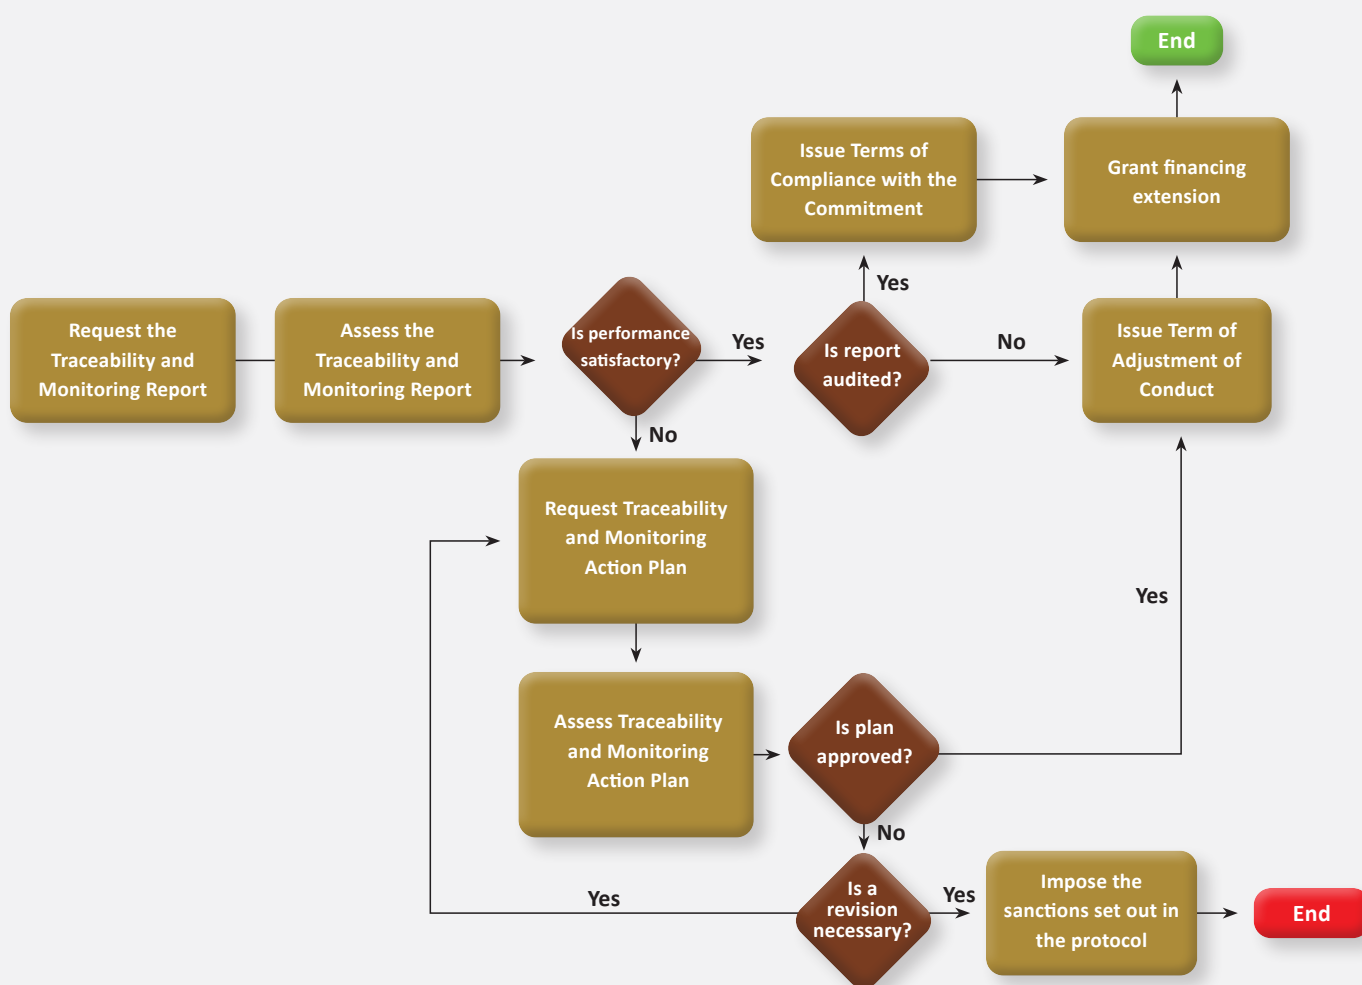 End
Issue Terms of
Compliance with the
Commitment
Grant financing
extension
Yes
Request the
Traceability and
Monitoring Report
Assess the
Traceability and
Monitoring Report
Is performance
satisfactory?
Yes
Is report
audited?
No
Issue Term of
Adjustment of
Conduct
No
Request Traceability
and Monitoring
Action Plan
Yes
Assess Traceability
and Monitoring
Action Plan
Is plan
approved?
No
Yes
Is a
revision
necessary?
Yes
Impose the
sanctions set out in
the protocol
End